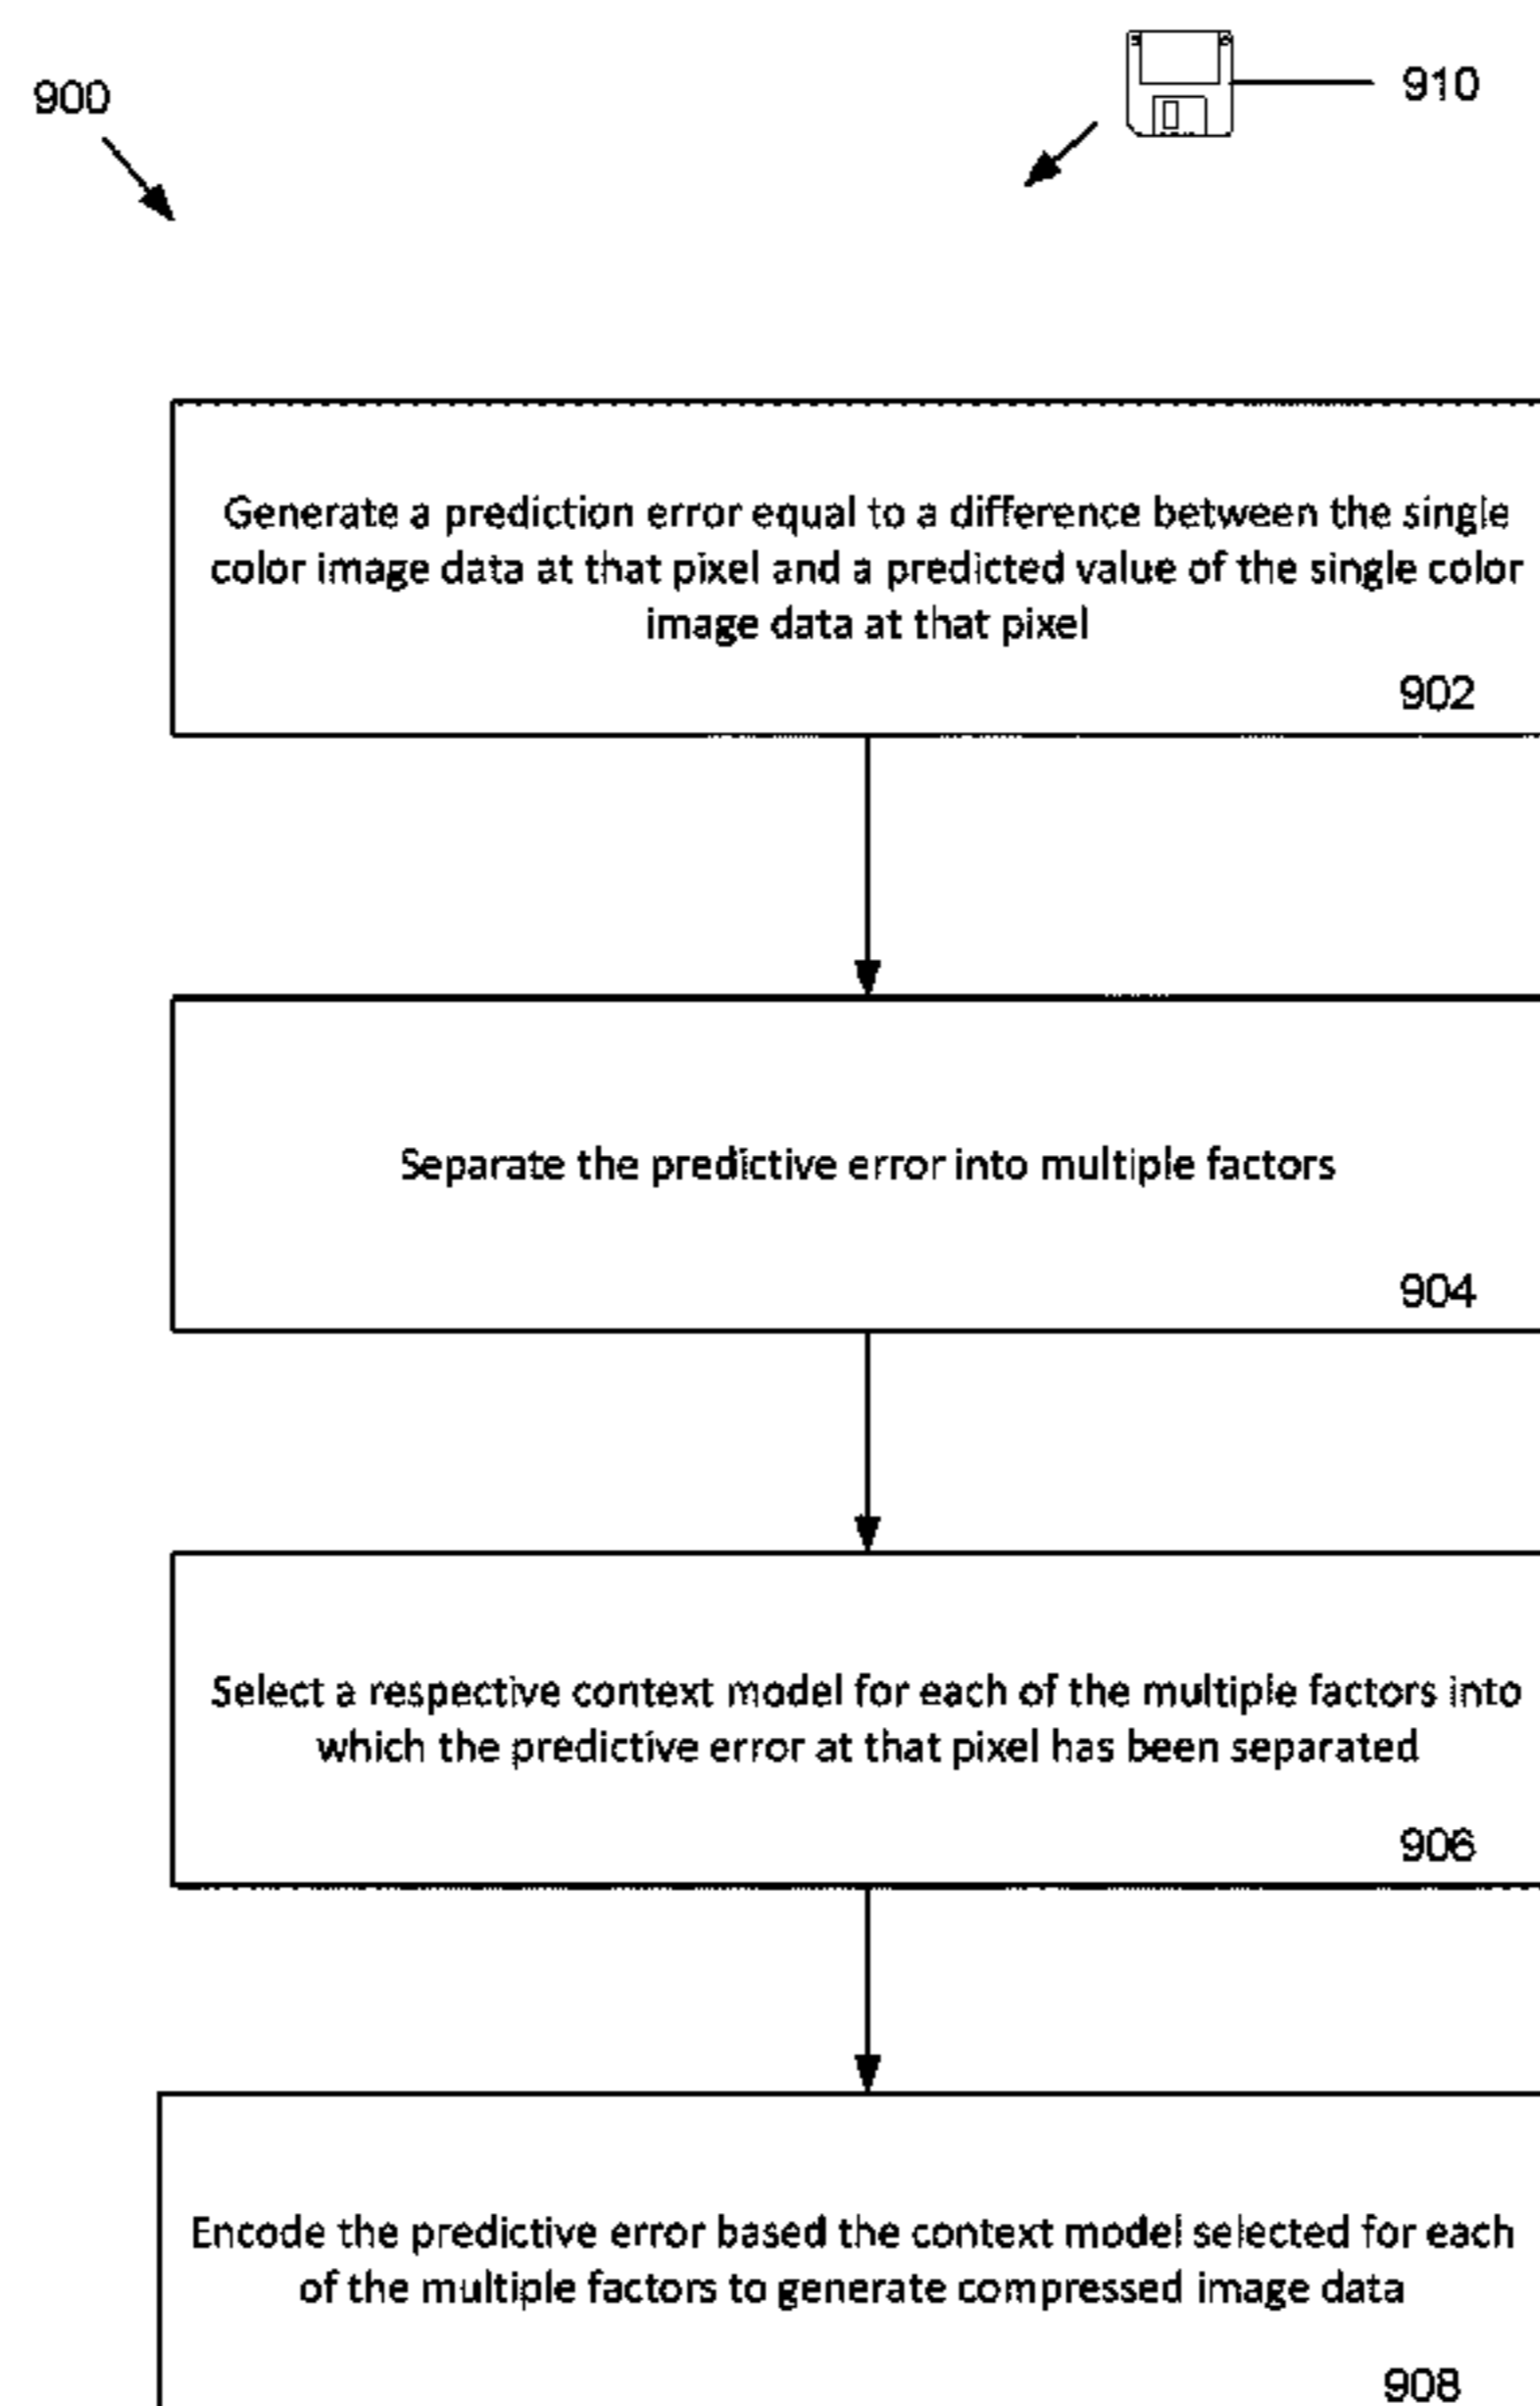 900
910
Generate a prediction error equal to a difference between the single
color image data at that pixel and a predicted value of the single color
image data at that pixel
902
Separate the predictive error into multiple factors
904
Select a respective context model for each of the multiple factors into
which the predictive error at that pixel has been separated
906
Encode the predictive error based the context model selected for each
of the multiple factors to generate compressed image data
908